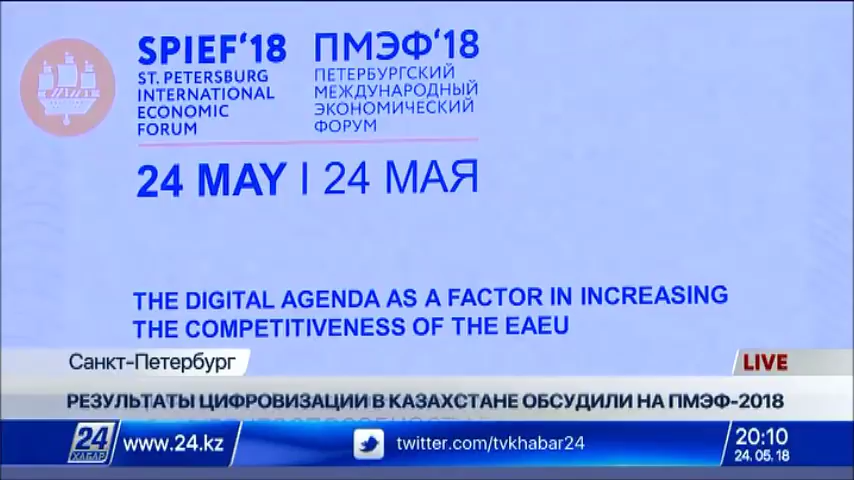 SPIEF'18
ST. PETERSBURG
INTERNATIONAL
ECONOMIC
FORUM
ПМЭФ'18
ПЕТЕРБУРГСКИЙ
МЕЖДУНАРОДНЫЙ
ЭКОНОМИЧЕСКИЙ
ФОРУМ
24 MAY | 24 МАЯ
THE DIGITAL AGENDA AS A FACTOR IN INCREASING
THE COMPETITIVENESS OF THE EAEU
Санкт-Петербург
LIVE
РЕЗУЛЬТАТЫ ЦИФРОВИЗАЦИИ В КАЗАХСТАНЕ ОБСУДИЛИ НА ПМЭФ-2018
24
ХАБАР
www.24.kz
twitter.com/tvkhabar24
20:10
24.05.18